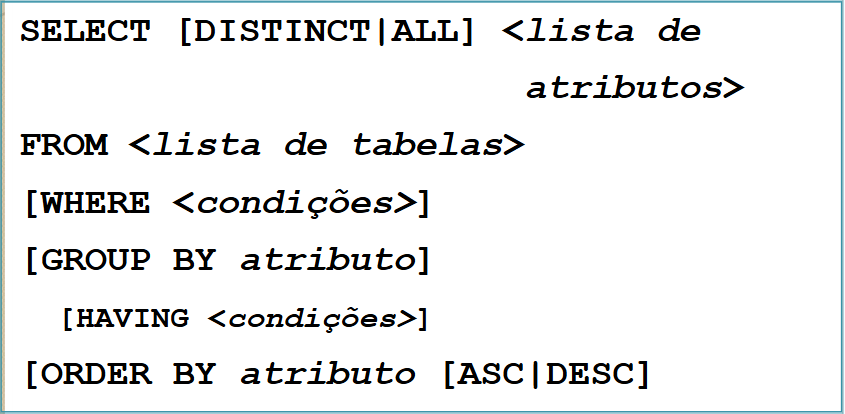 SELECT [DISTINCT|ALL] <lista de
atributos>
FROM <lista de tabelas>
[WHERE <condições>]
[GROUP BY atributo]
[HAVING <condições>]
[ORDER BY atributo [ASC|DESC]